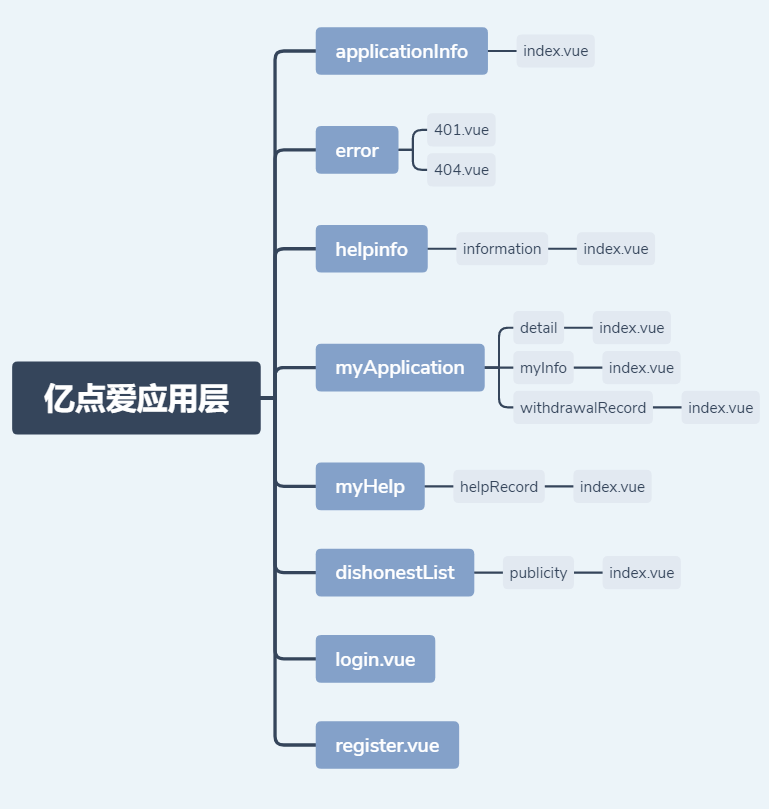 亿点爱应用层
applicationInfo
index.vue
error
401.vue
404.vue
helpinfo
information
index.vue
myApplication
detail
index.vue
myInfo
index.vue
withdrawalRecord
index.vue
myHelp
helpRecord
index.vue
dishonestList
publicity
index.vue
login.vue
register.vue